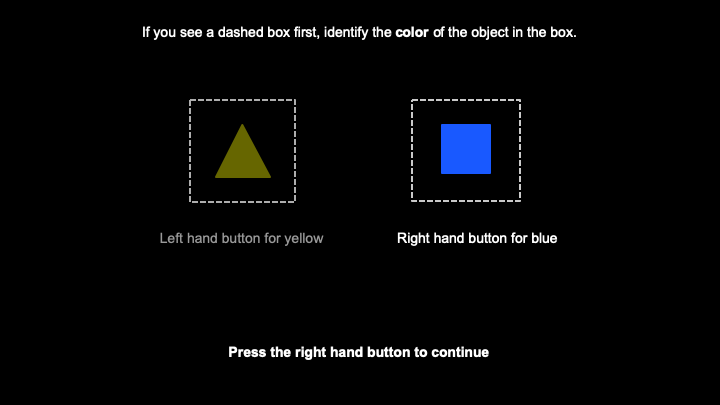 If you see a dashed box first, identify the color of the object in the box.
Left hand button for yellow
Right hand button for blue
Press the right hand button to continue